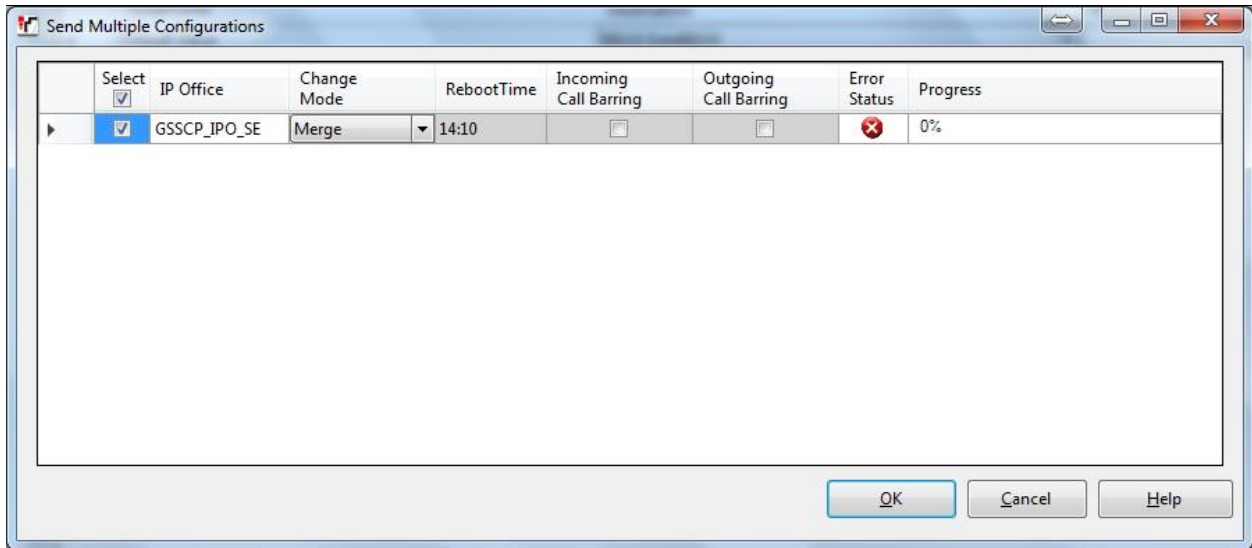 Send Multiple Configurations
Select IP Office Change Mode RebootTime Incoming Call Barring Outgoing Call Barring Error Status Progress
GSSCP_IPO_SE Merge 14:10 0%
OK Cancel Help